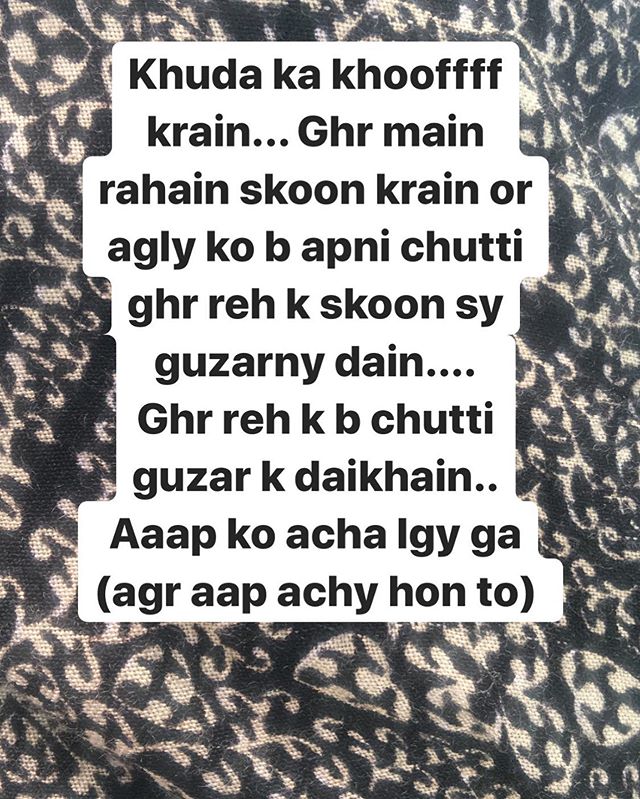 Khuda ka khooffff
krain... Ghr main
rahain skoon krain or
agly ko b apni chutti
ghr reh k skoon sy
guzarny dain....
Ghr reh k b chutti
guzar k daikhain..
Aaap ko acha lgy ga
(agr aap achy hon to)